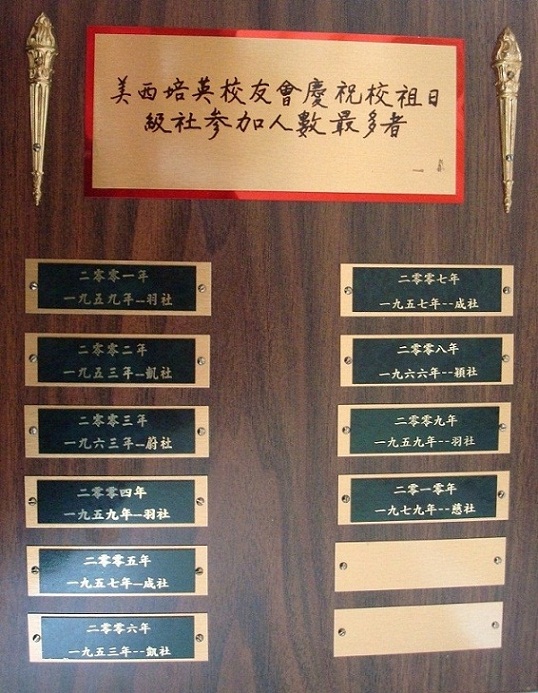 美西培英校友會慶祝校祖日
級社參加人數最多者
二零零一年
一九五九年--羽社
二零零二年
一九五三年--凱社
二零零三年
一九六三年--蔚社
二零零四年
一九五九年--羽社
二零零五年
一九五七年--成社
二零零六年
一九五三年--凱社
二零零七年
一九五七年--成社
二零零八年
一九六六年--穎社
二零零九年
一九五九年--羽社
二零一零年
一九七九年--慈社